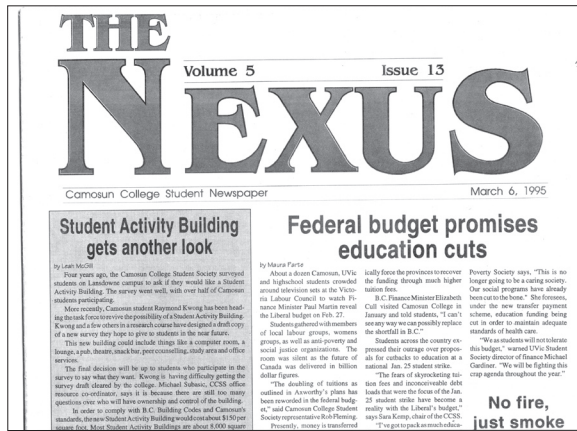 THE
NEXUS
Volume 5
Issue 13
Camosun College Student Newspaper
March 6, 1995
Student Activity Building
gets another look
by Leah McGill
Four years ago, the Camosun College Student Society surveyed
students on Lansdowne campus to ask if they would like a Student
Activity Building. The survey went well, with over half of Camosun
students participating.
More recently, Camosun student Raymond Kwong has been head-
ing the task force to revive the possibility of a Student Activity Building.
Kwong and a few others in a research course have designed a draft copy
of a new survey they hope to give to students in the near future.
This new building could include things like a computer room, a
lounge, a pub, theatre, snack bar, peer counselling, study area and office
services.
The final decision will be up to students who participate in the
survey to say what they want. Kwong is having difficulty getting the
survey draft cleared by the college. Michael Subasic, CCSS office
resource co-ordinator, says it is because there are still too many
questions over who will have ownership and control of the building.
In order to comply with B.C. Building Codes and Camosun's
standards, the new Student Activity Building would cost about $150 per
square foot. Most Student Activity Buildings are about 8,000 square
Federal budget promises
education cuts
by Maura Parte
About a dozen Camosun, UVic
and highschool students crowded
around television sets at the Victo-
ria Labour Council to watch Fi-
nance Minister Paul Martin reveal
the Liberal budget on Feb. 27.
Students gathered with members
of local labour groups, womens
groups, as well as anti-poverty and
social justice organizations. The
room was silent as the future of
Canada was delivered in billion
dollar figures.
"The doubling of tuitions as
outlined in Axworthy's plans has
been reworded in the federal budg-
et," said Camosun College Student
Society representative Rob Fleming.
Presently, money is transferred
ically force the provinces to recover
the funding through much higher
tuition fees.
B.C. Finance Minister Elizabeth
Cull visited Camosun College in
January and told students, "I can't
see any way we can possibly replace
the shortfall in B.C."
Students across the country ex-
pressed their outrage over propos-
als for cutbacks to education at a
national Jan. 25 student strike.
"The fears of skyrocketing tui-
tion fees and inconceivable debt
loads that were the focus of the Jan.
25 student strike have become a
reality with the Liberal's budget,"
says Sara Kemp, chair of the CCSS.
"I've got to pack as much educa-
Poverty Society says, "This is no
longer going to be a caring society.
Our social programs have already
been cut to the bone." She foresees,
under the new transfer payment
scheme, education funding being
cut in order to maintain adequate
standards of health care.
"We as students will not tolerate
this budget," warned UVic Student
Society director of finance Michael
Gardiner. "We will be fighting this
crap agenda throughout the year."
No fire,
just smoke